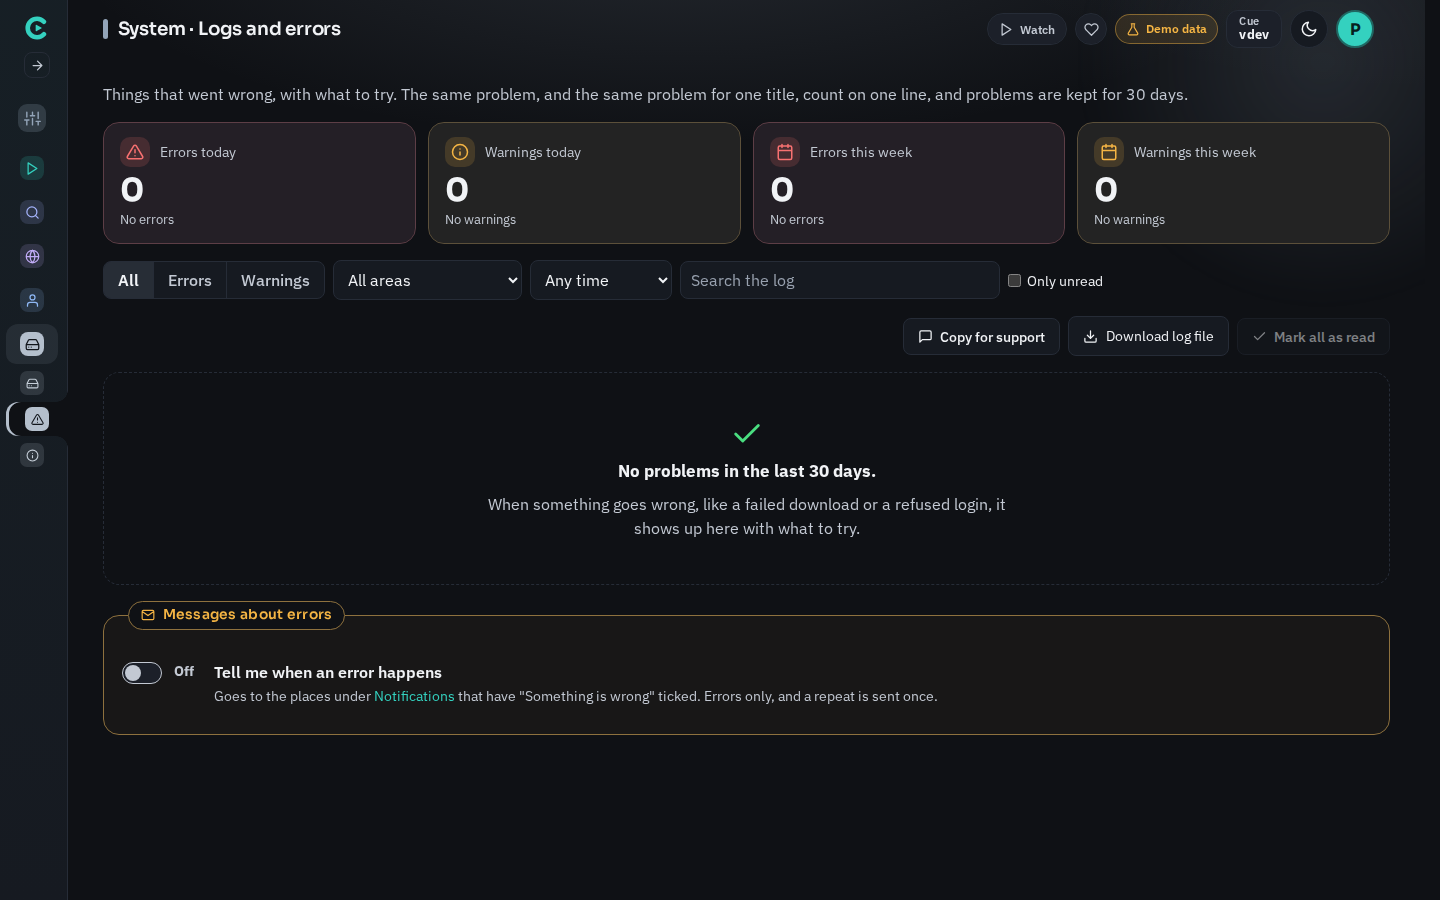 System · Logs and errors
Watch
Demo data
Cue
vdev
P
Things that went wrong, with what to try. The same problem, and the same problem for one title, count on one line, and problems are kept for 30 days.
Errors today
0
No errors
Warnings today
0
No warnings
Errors this week
0
No errors
Warnings this week
0
No warnings
All
Errors
Warnings
All areas
Any time
Search the log
Only unread
Copy for support
Download log file
Mark all as read
No problems in the last 30 days.
When something goes wrong, like a failed download or a refused login, it
shows up here with what to try.
Messages about errors
Off
Tell me when an error happens
Goes to the places under Notifications that have "Something is wrong" ticked. Errors only, and a repeat is sent once.